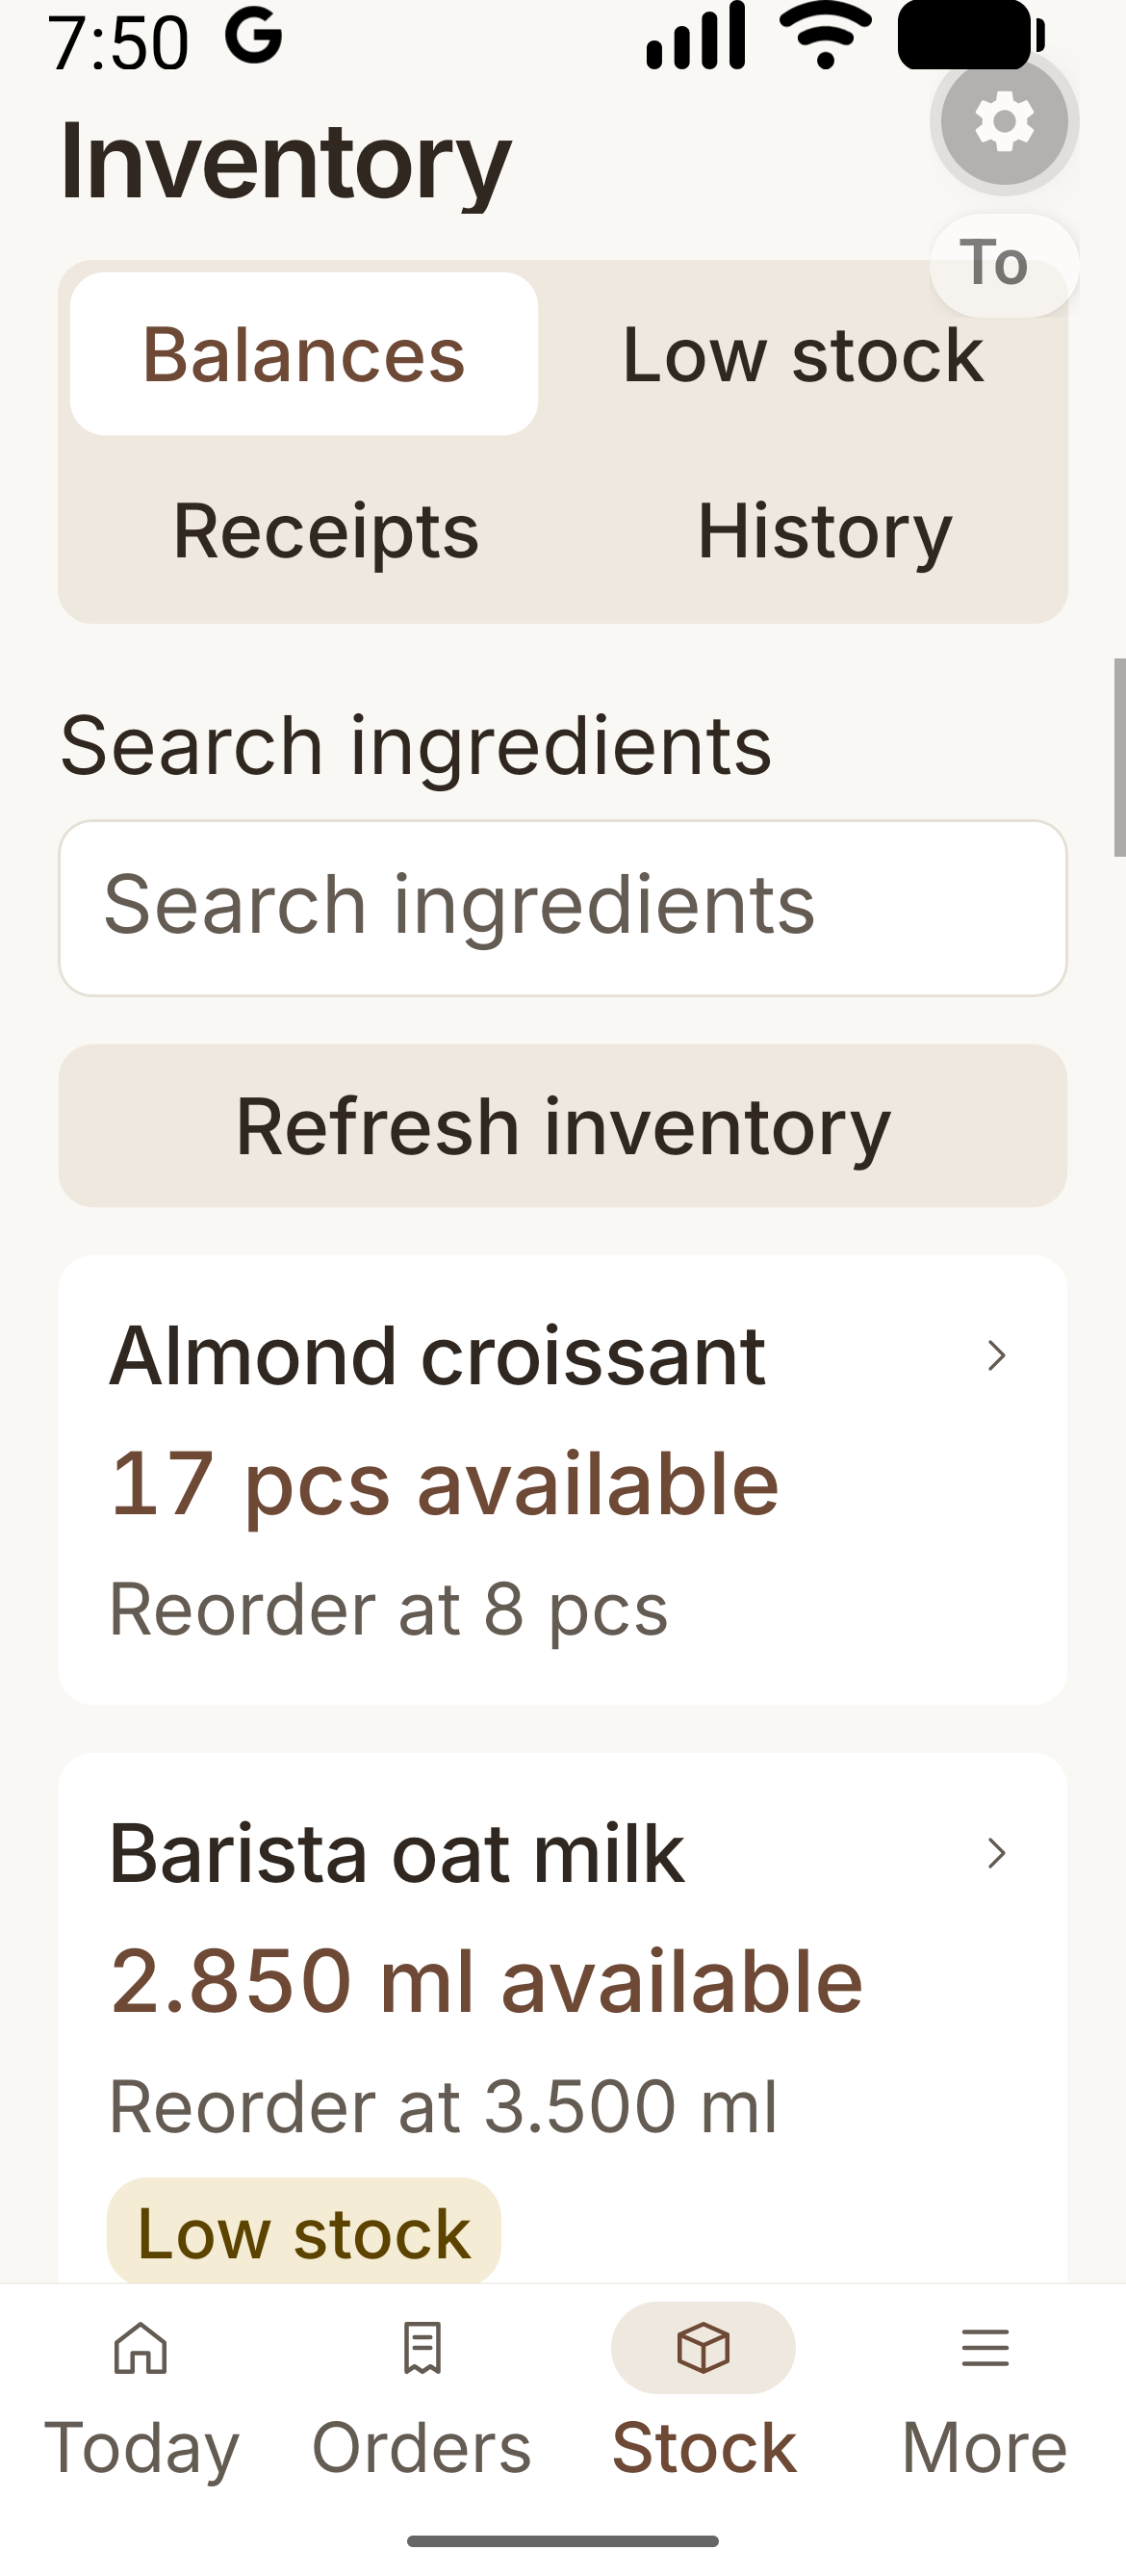 7:50 G
Inventory
To
Balances
Low stock
Receipts
History
Search ingredients
Search ingredients
Refresh inventory
Almond croissant
17 pcs available
Reorder at 8 pcs
Barista oat milk
2.850 ml available
Reorder at 3.500 ml
Low stock
Today
Orders
Stock
More